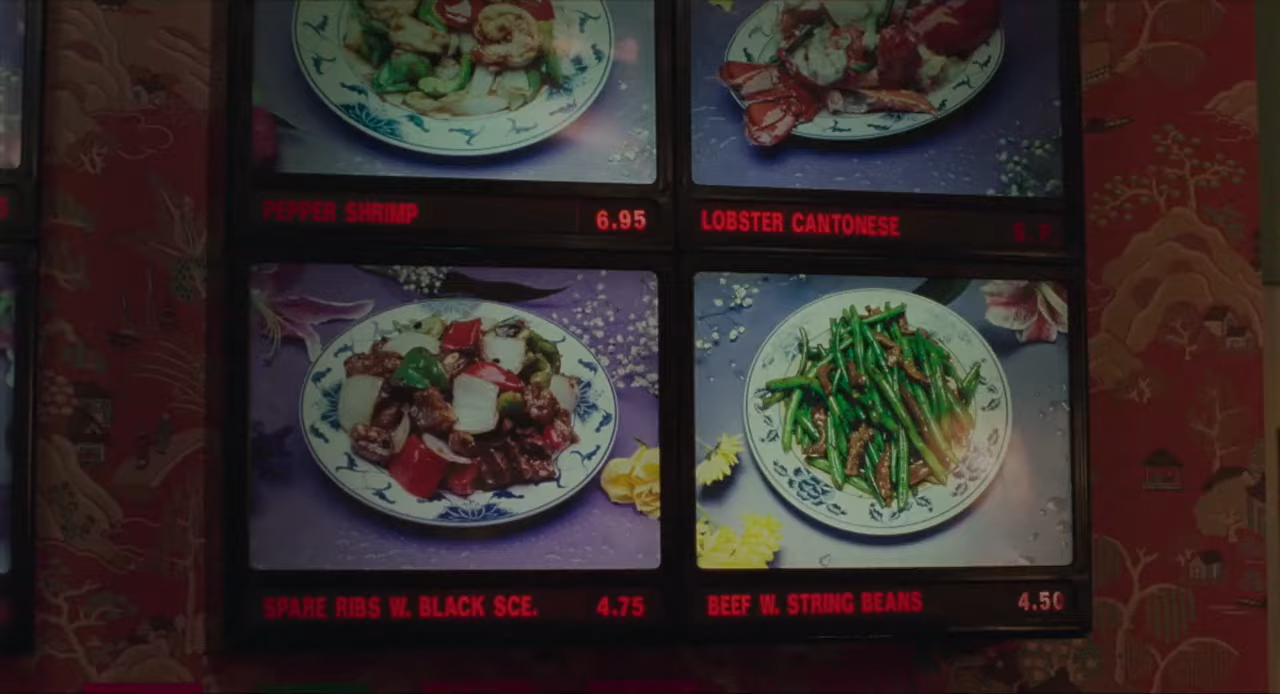 PEPPER SHRIMP 6.95
LOBSTER CANTONESE S.P.
SPARE RIBS W. BLACK SCE. 4.75
BEEF W. STRING BEANS 4.50